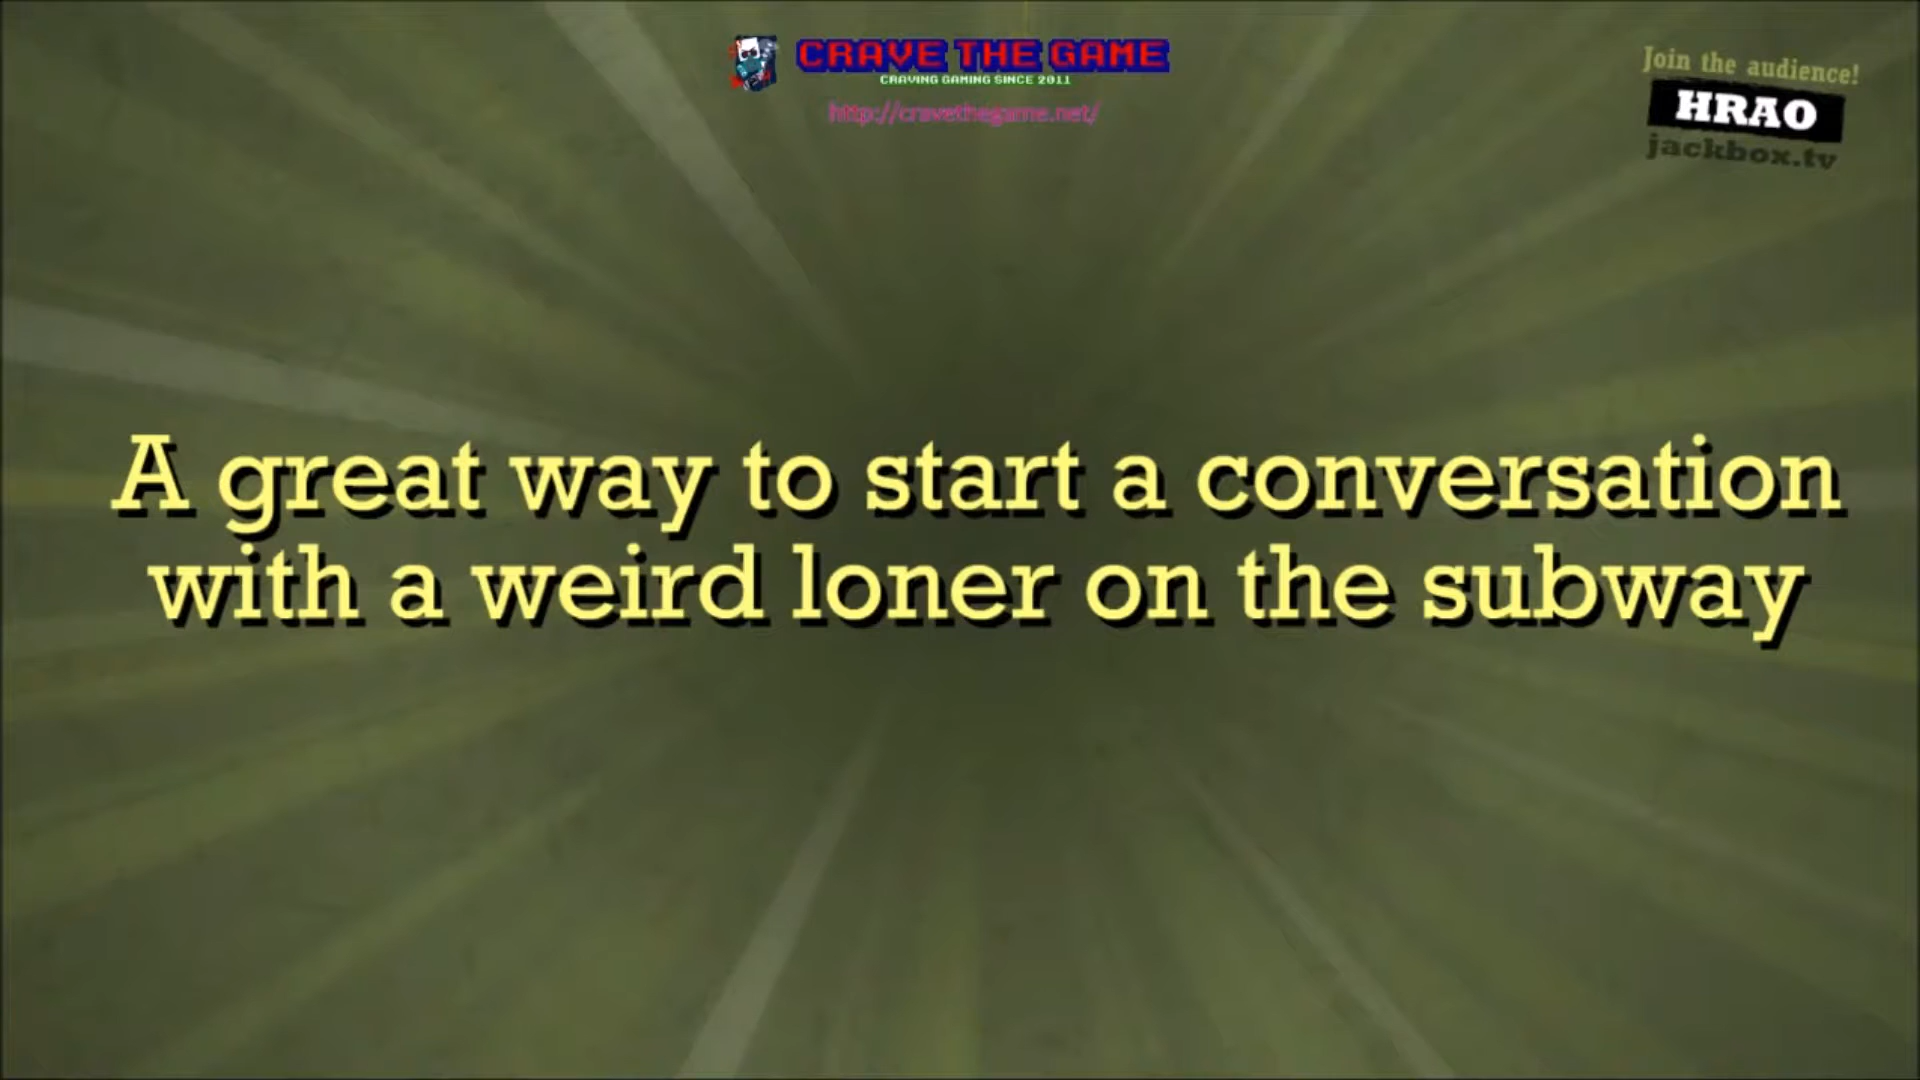 CRAVE THE GAME
CRAVING GAMING SINCE 2011
http://cravethegame.net/
Join the audience!
HRAO
jackbox.tv
A great way to start a conversation
with a weird loner on the subway